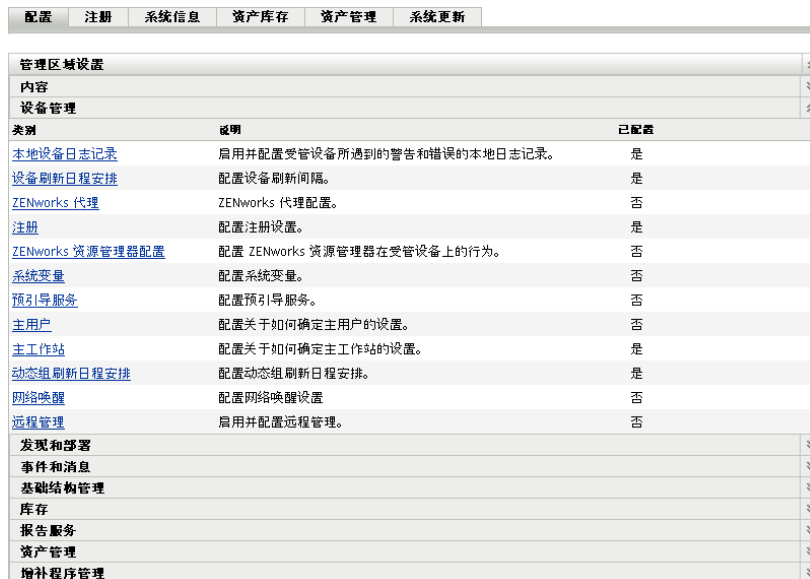 配置 注册 系统信息 资产库存 资产管理 系统更新
管理区域设置
内容
设备管理
类别 说明 已配置
本地设备日志记录 启用并配置受管设备所遇到的警告和错误的本地日志记录。 是
设备刷新日程安排 配置设备刷新间隔。 是
ZENworks 代理 ZENworks 代理配置。 否
注册 配置注册设置。 是
ZENworks 资源管理器配置 配置 ZENworks 资源管理器在受管设备上的行为。 否
系统变量 配置系统变量。 否
预引导服务 配置预引导服务。 否
主用户 配置关于如何确定主用户的设置。 否
主工作站 配置关于如何确定主工作站的设置。 是
动态组刷新日程安排 配置动态组刷新日程安排。 是
网络唤醒 配置网络唤醒设置 否
远程管理 启用并配置远程管理。 否
发现和部署
事件和消息
基础结构管理
库存
报告服务
资产管理
增补程序管理